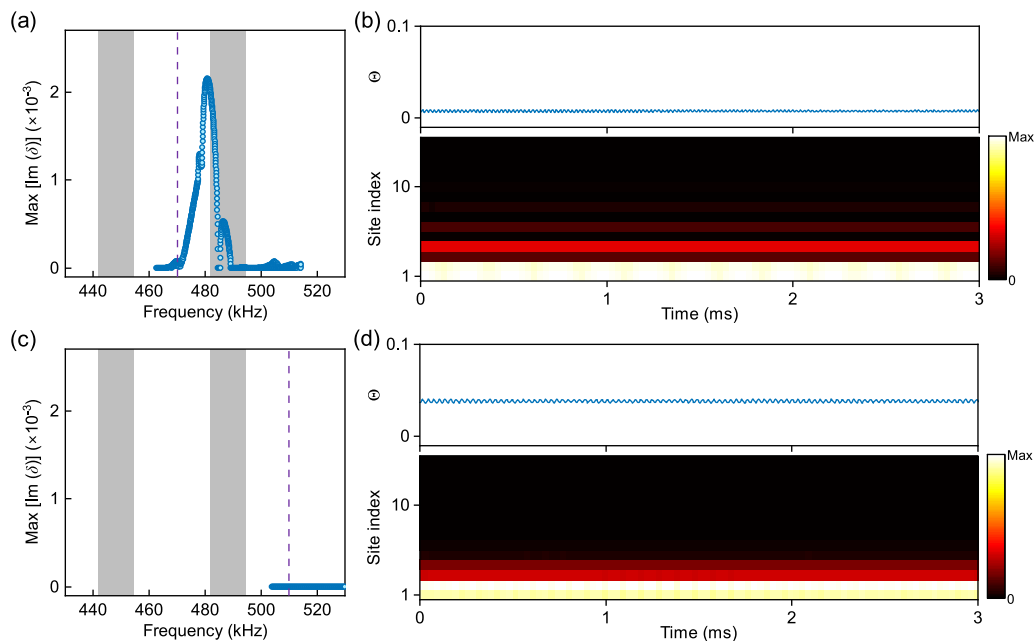 (a)
Max [Im (δ)] (×10⁻³)
2
1
0
440 460 480 500 520
Frequency (kHz)
(b)
Θ
0.1
0
Site index
10
1
0 1 2 3
Time (ms)
Max
0
(c)
Max [Im (δ)] (×10⁻³)
2
1
0
440 460 480 500 520
Frequency (kHz)
(d)
Θ
0.1
0
Site index
10
1
0 1 2 3
Time (ms)
Max
0